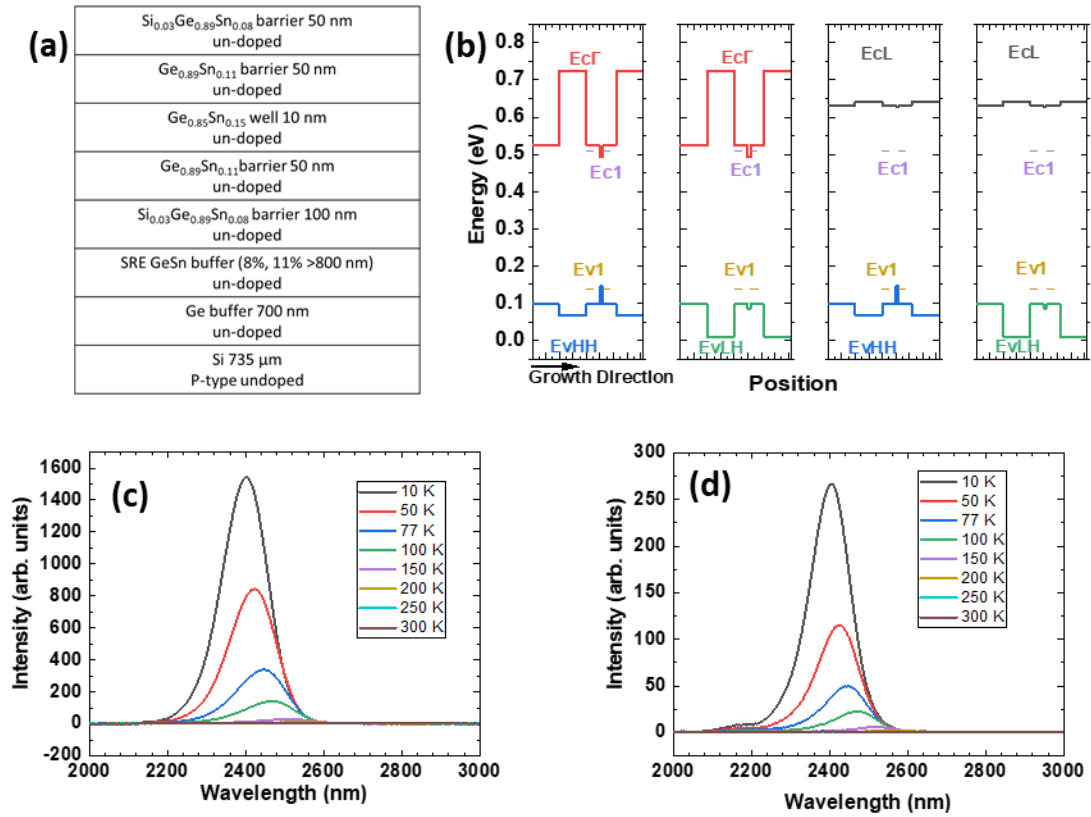 (a)
Si0.03Ge0.89Sn0.08 barrier 50 nm
un-doped
Ge0.89Sn0.11 barrier 50 nm
un-doped
Ge0.85Sn0.15 well 10 nm
un-doped
Ge0.89Sn0.11 barrier 50 nm
un-doped
Si0.03Ge0.89Sn0.08 barrier 100 nm
un-doped
SRE GeSn buffer (8%, 11% >800 nm)
un-doped
Ge buffer 700 nm
un-doped
Si 735 µm
P-type undoped
(b)
Energy (eV)
0.8
0.7
0.6
0.5
0.4
0.3
0.2
0.1
0.0
EcΓ
Ec1
Ev1
EvHH
EcΓ
Ec1
Ev1
EvLH
EcL
Ec1
Ev1
EvHH
EcL
Ec1
Ev1
EvLH
Growth Direction
Position
(c)
Intensity (arb. units)
1600
1400
1200
1000
800
600
400
200
0
-200
10 K
50 K
77 K
100 K
150 K
200 K
250 K
300 K
2000 2200 2400 2600 2800 3000
Wavelength (nm)
(d)
Intensity (arb. units)
300
250
200
150
100
50
0
10 K
50 K
77 K
100 K
150 K
200 K
250 K
300 K
2000 2200 2400 2600 2800 3000
Wavelength (nm)